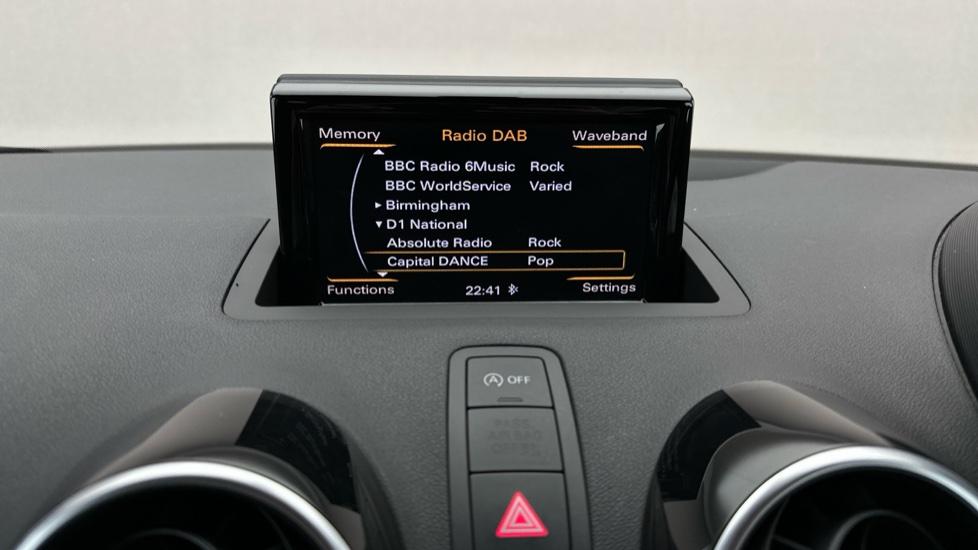 Memory Radio DAB Waveband
BBC Radio 6Music Rock
BBC WorldService Varied
Birmingham
D1 National
Absolute Radio Rock
Capital DANCE Pop
Functions 22:41 Settings
A OFF